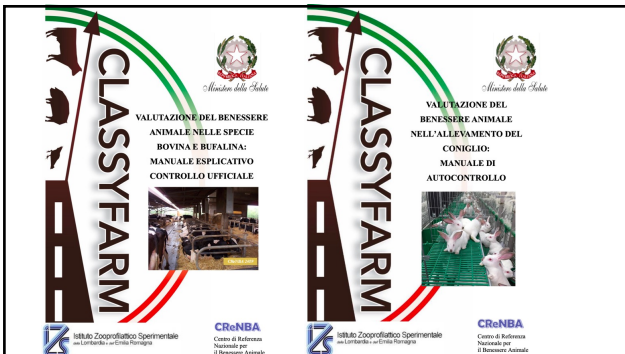 CLASSYFARM
Ministero della Salute
VALUTAZIONE DEL BENESSERE
ANIMALE NELLE SPECIE
BOVINA E BUFALINA:
MANUALE ESPLICATIVO
CONTROLLO UFFICIALE
Istituto Zooprofilattico Sperimentale
della Lombardia e dell'Emilia Romagna
CReNBA
Centro di Referenza
Nazionale per
il Benessere Animale
CLASSYFARM
Ministero della Salute
VALUTAZIONE DEL
BENESSERE ANIMALE
NELL'ALLEVAMENTO DEL
CONIGLIO:
MANUALE DI
AUTOCONTROLLO
Istituto Zooprofilattico Sperimentale
della Lombardia e dell'Emilia Romagna
CReNBA
Centro di Referenza
Nazionale per
il Benessere Animale